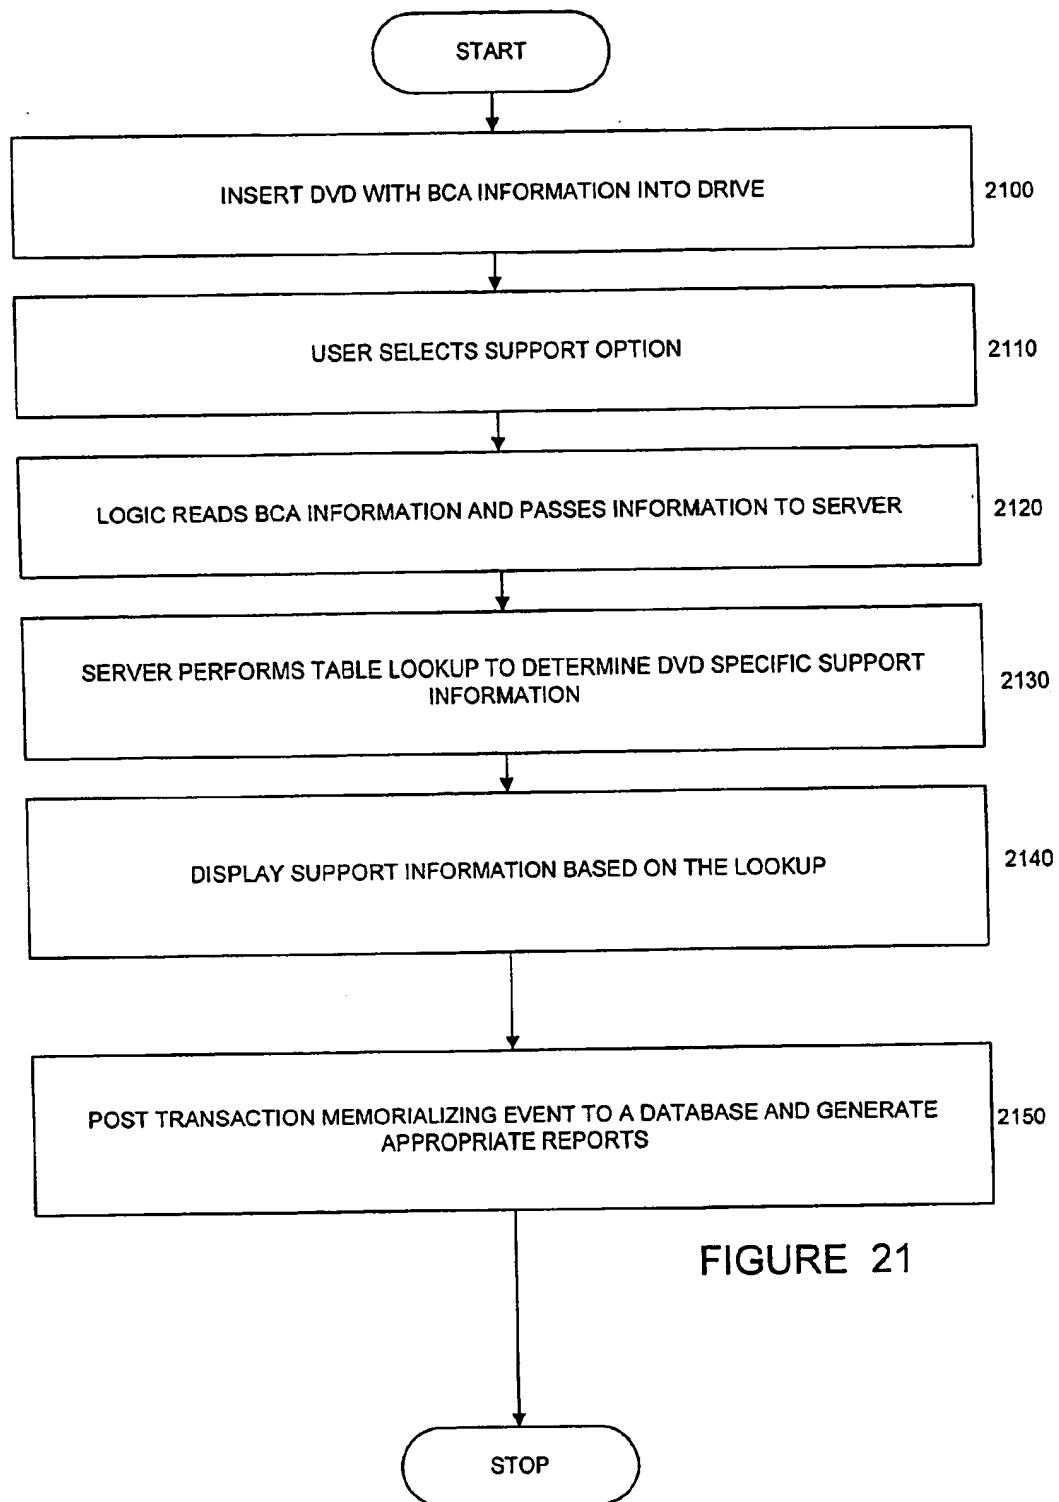 START
INSERT DVD WITH BCA INFORMATION INTO DRIVE
2100
USER SELECTS SUPPORT OPTION
2110
LOGIC READS BCA INFORMATION AND PASSES INFORMATION TO SERVER
2120
SERVER PERFORMS TABLE LOOKUP TO DETERMINE DVD SPECIFIC SUPPORT
INFORMATION
2130
DISPLAY SUPPORT INFORMATION BASED ON THE LOOKUP
2140
POST TRANSACTION MEMORIALIZING EVENT TO A DATABASE AND GENERATE
APPROPRIATE REPORTS
2150
FIGURE 21
STOP